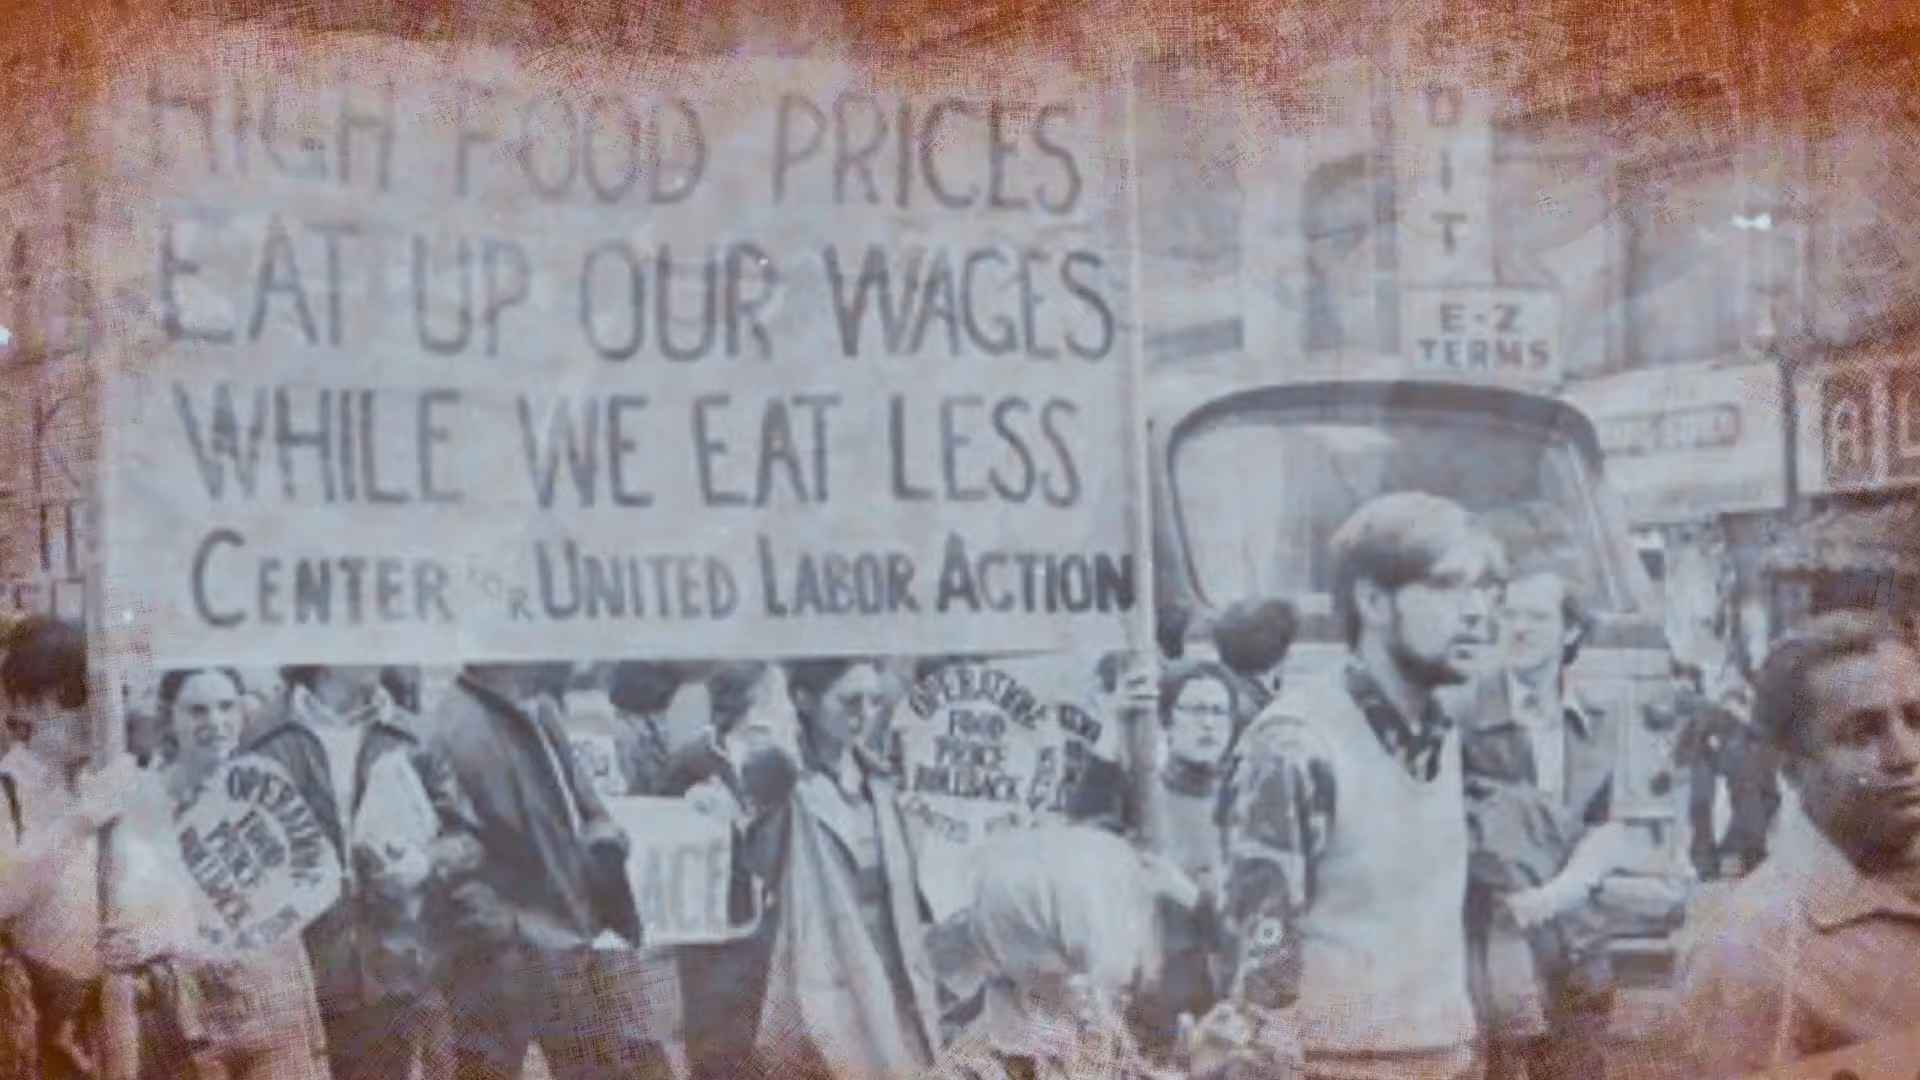 HIGH FOOD PRICES
EAT UP OUR WAGES
WHILE WE EAT LESS
CENTER FOR UNITED LABOR ACTION
DIT
E-Z
TERMS
OPERATION
FOOD
PRICE
ROLLBACK
OPERATION
FOOD
PRICE
ROLLBACK